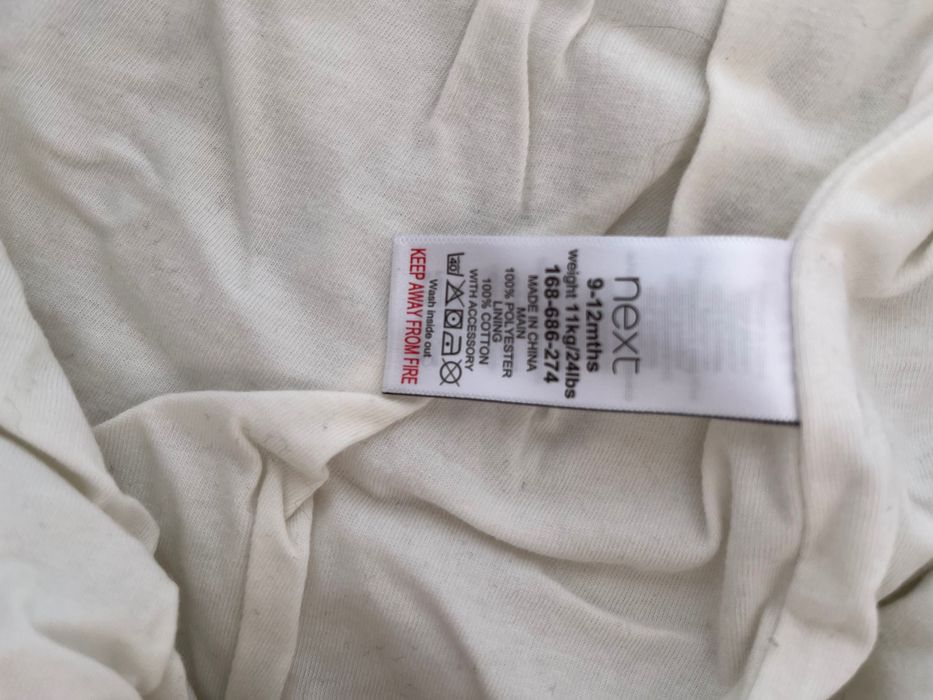 next
9-12mths
weight 11kg/24lbs
168-686-274
MADE IN CHINA
MAIN
100% POLYESTER
LINING
100% COTTON
WITH ACCESSORY
40
Wash inside out
KEEP AWAY FROM FIRE